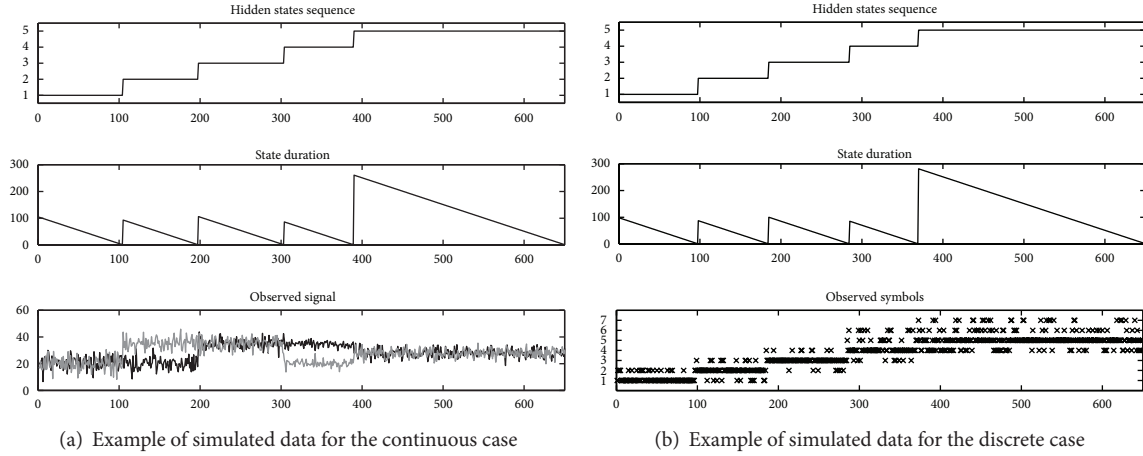 Hidden states sequence
5
4
3
2
1
0 100 200 300 400 500 600
State duration
300
200
100
0
0 100 200 300 400 500 600
Observed signal
60
40
20
0
0 100 200 300 400 500 600
(a) Example of simulated data for the continuous case
Hidden states sequence
5
4
3
2
1
0 100 200 300 400 500 600
State duration
300
200
100
0
0 100 200 300 400 500 600
Observed symbols
7
6
5
4
3
2
1
0 100 200 300 400 500 600
(b) Example of simulated data for the discrete case